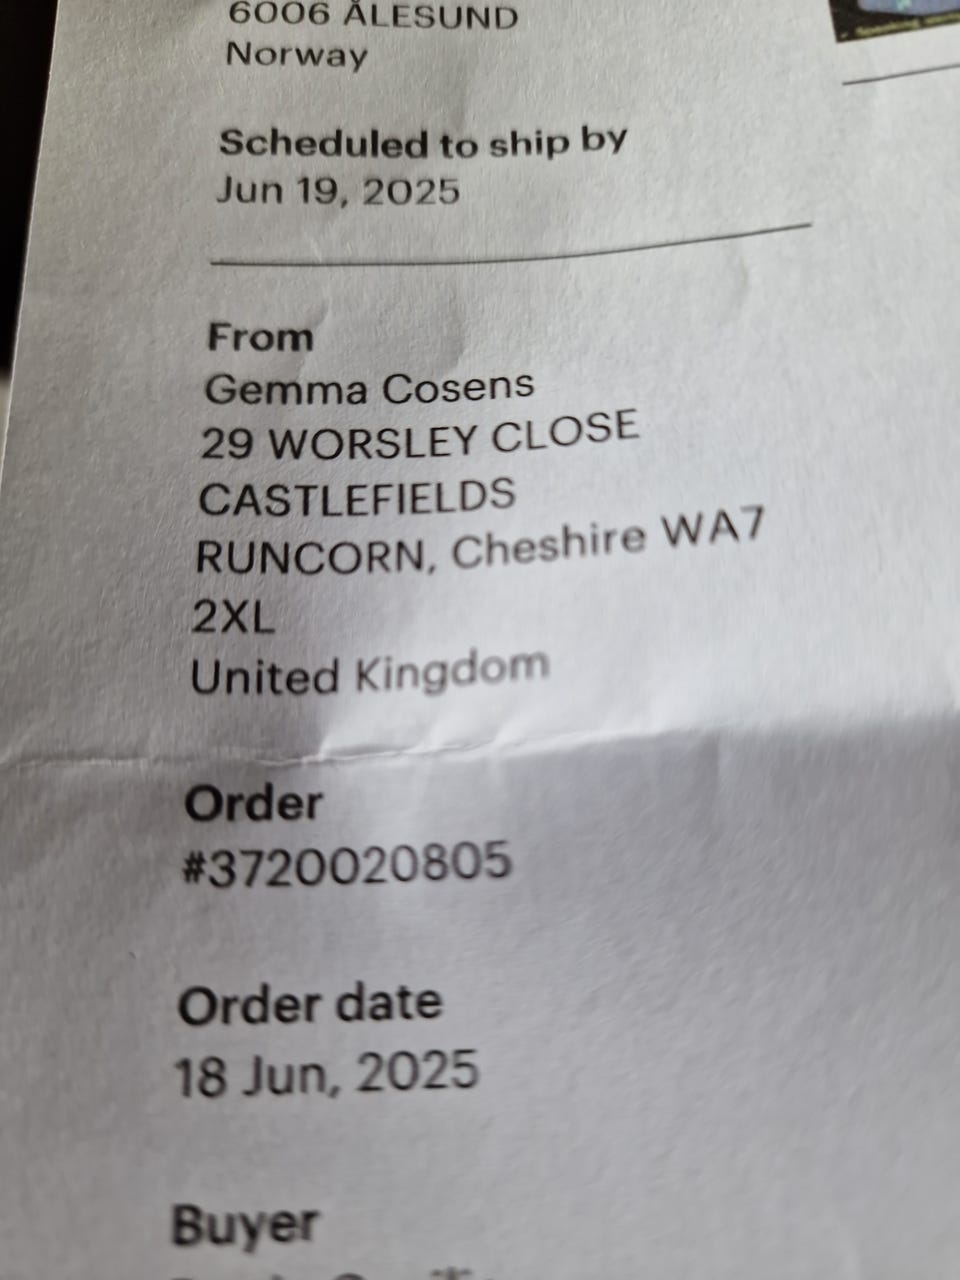 6006 ÅLESUND
Norway
Scheduled to ship by
Jun 19, 2025
From
Gemma Cosens
29 WORSLEY CLOSE
CASTLEFIELDS
RUNCORN, Cheshire WA7
2XL
United Kingdom
Order
#3720020805
Order date
18 Jun, 2025
Buyer